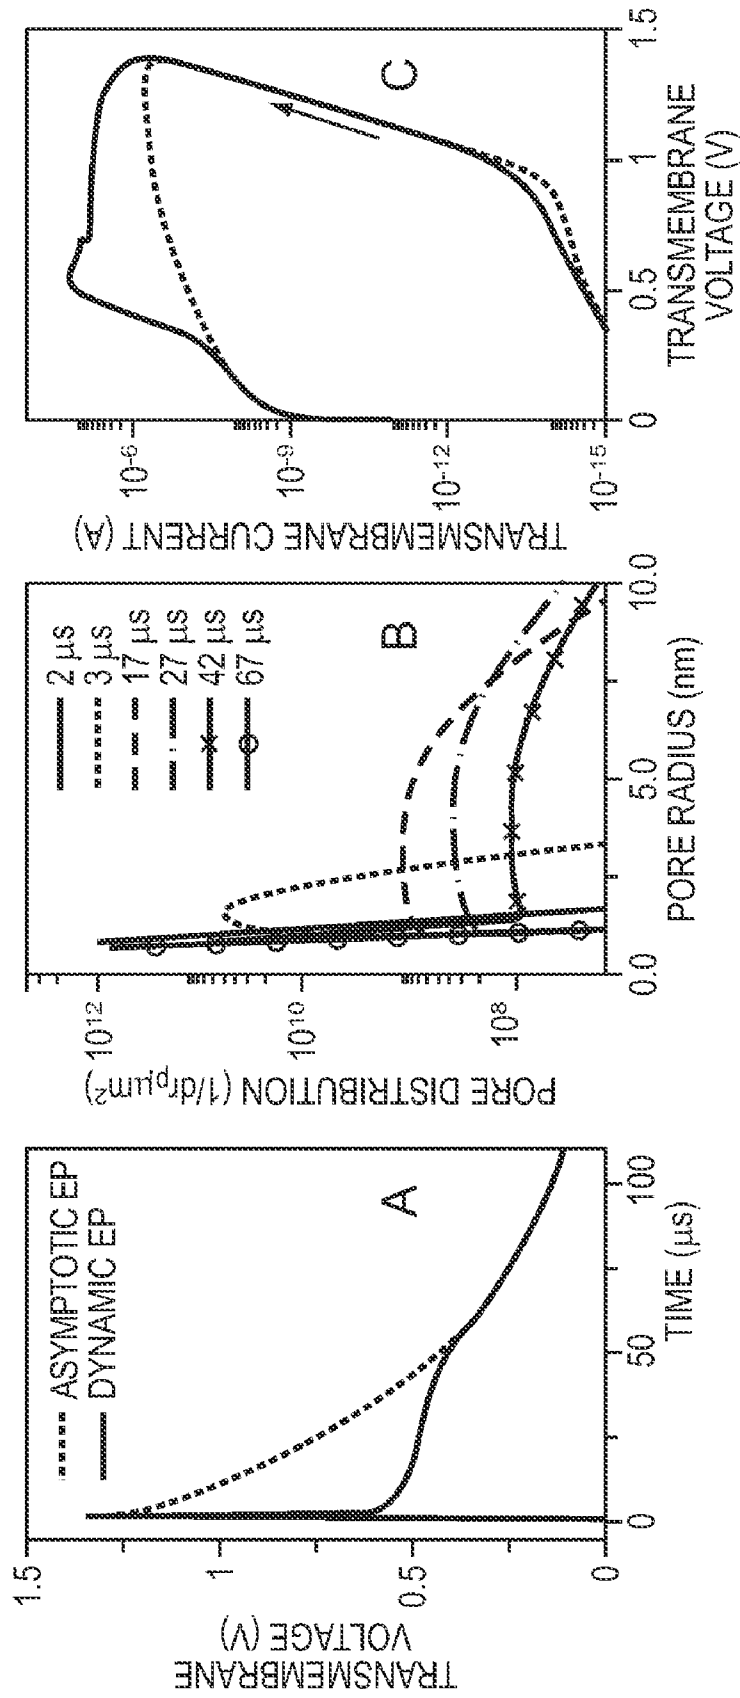 TRANSMEMBRANE
VOLTAGE (V)
1.5
1
0.5
0
ASYMPTOTIC EP
DYNAMIC EP
A
0
50
100
TIME (µs)
PORE DISTRIBUTION (1/drpµm²)
10¹²
10¹⁰
10⁸
2 µs
3 µs
17 µs
27 µs
42 µs
67 µs
B
0.0
5.0
10.0
PORE RADIUS (nm)
TRANSMEMBRANE CURRENT (A)
10⁻⁶
10⁻⁹
10⁻¹²
10⁻¹⁵
C
0
0.5
1
1.5
TRANSMEMBRANE
VOLTAGE (V)